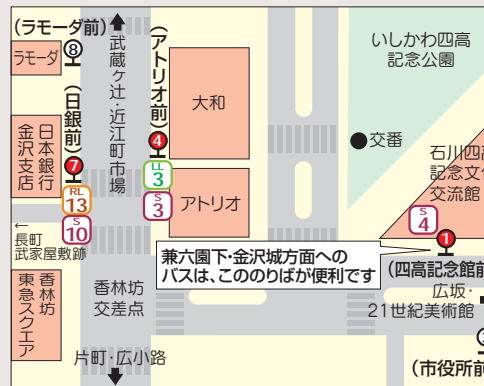 (ラモーダ前)
⑧
ラモーダ
武蔵ヶ辻・近江町市場
(アトリオ前)
4
大和
LL
3
S
3
アトリオ
(日銀前)
7
日本銀行
金沢支店
RL
13
S
10
←
長町
武家屋敷跡
いしかわ四高
記念公園
交番
石川四高
記念文化
交流館
S
4
1
兼六園下・金沢城方面への
バスは、こののりばが便利です
(四高記念館前
広坂・
21世紀美術館
(市役所前
香林坊
交差点
香林坊
東急スクエア
片町・広小路